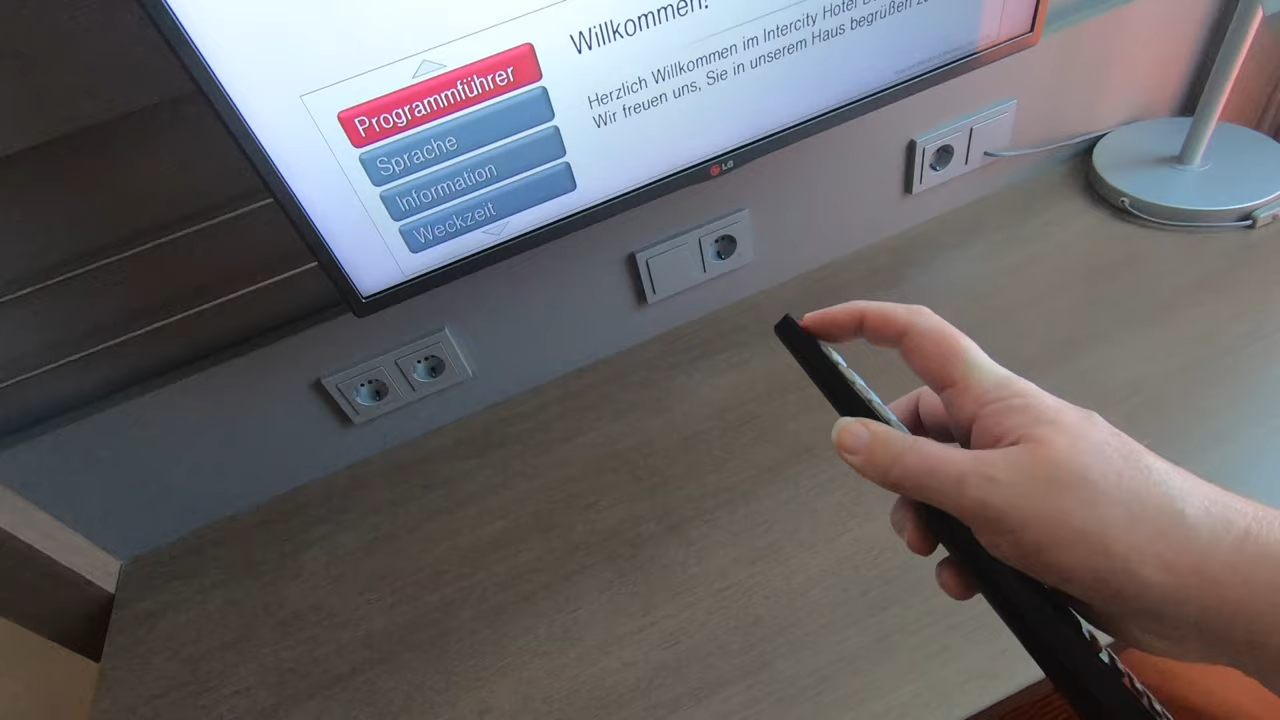 Willkommen!
Herzlich Willkommen im Intercity Hotel
Wir freuen uns, Sie in unserem Haus begrüßen
Programmführer
Sprache
Information
Weckzeit
LG